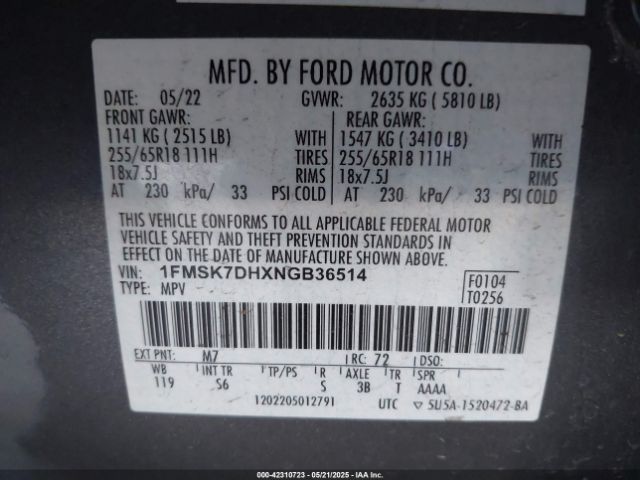 MFD. BY FORD MOTOR CO.
DATE: 05/22 GVWR: 2635 KG ( 5810 LB)
FRONT GAWR: REAR GAWR:
1141 KG ( 2515 LB) WITH 1547 KG ( 3410 LB) WITH
255/65R18 111H TIRES 255/65R18 111H TIRES
18x7.5J RIMS 18x7.5J RIMS
AT 230 kPa/ 33 PSI COLD AT 230 kPa/ 33 PSI COLD
THIS VEHICLE CONFORMS TO ALL APPLICABLE FEDERAL MOTOR
VEHICLE SAFETY AND THEFT PREVENTION STANDARDS IN
EFFECT ON THE DATE OF MANUFACTURE SHOWN ABOVE.
VIN: 1FMSK7DHXNGB36514 F0104
TYPE: MPV T0256
EXT PNT: M7 RC: 72 DSO:
WB INT TR TP/PS R AXLE TR SPR
119 S6 S 3B T AAAA
1202205012791 UTC ▽ 5U5A-1520472-BA
000-42310723 - 05/21/2025 - IAAI.COM